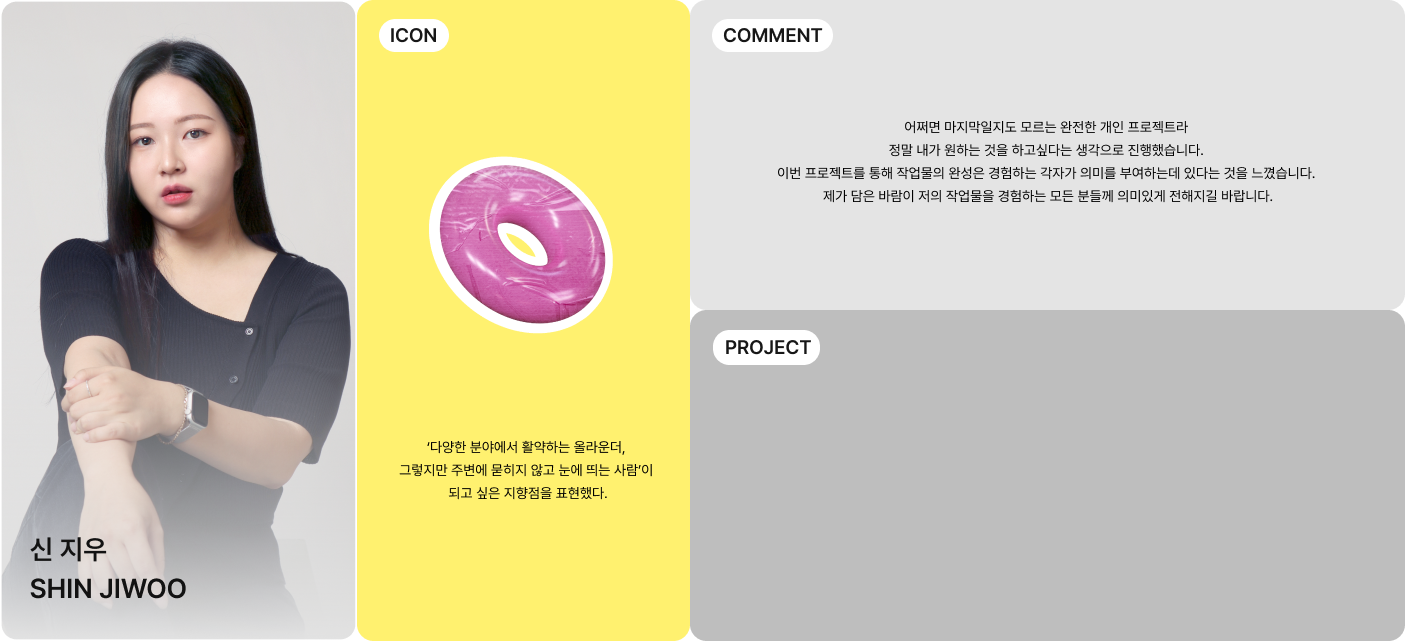 신 지우
SHIN JIWOO
ICON
‘다양한 분야에서 활약하는 올라운더,
그렇지만 주변에 묻히지 않고 눈에 띄는 사람’이
되고 싶은 지향점을 표현했다.
COMMENT
어쩌면 마지막일지도 모르는 완전한 개인 프로젝트라
정말 내가 원하는 것을 하고싶다는 생각으로 진행했습니다.
이번 프로젝트를 통해 작업물의 완성은 경험하는 각자가 의미를 부여하는데 있다는 것을 느꼈습니다.
제가 담은 바람이 저의 작업물을 경험하는 모든 분들께 의미있게 전해지길 바랍니다.
PROJECT